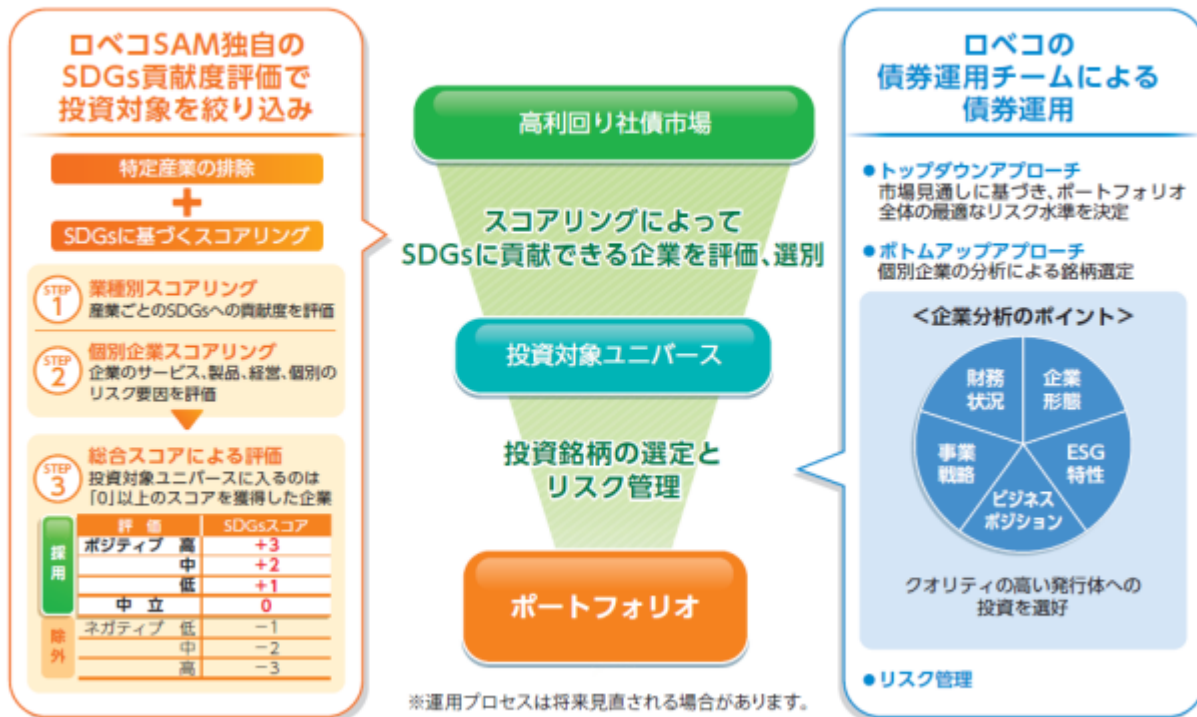 ロベコSAM独自の
SDGs貢献度評価で
投資対象を絞り込み
特定産業の排除
+
SDGsに基づくスコアリング
STEP
1
業種別スコアリング
産業ごとのSDGsへの貢献度を評価
STEP
2
個別企業スコアリング
企業のサービス、製品、経営、個別の
リスク要因を評価
STEP
3
総合スコアによる評価
投資対象ユニバースに入るのは
「0」以上のスコアを獲得した企業
評 価 SDGsスコア
採用
ポジティブ 高 +3
中 +2
低 +1
中 立 0
除外
ネガティブ 低 −1
中 −2
高 −3
高利回り社債市場
スコアリングによって
SDGsに貢献できる企業を評価、選別
投資対象ユニバース
投資銘柄の選定と
リスク管理
ポートフォリオ
※運用プロセスは将来見直される場合があります。
ロベコの
債券運用チームによる
債券運用
●トップダウンアプローチ
市場見通しに基づき、ポートフォリオ
全体の最適なリスク水準を決定
●ボトムアップアプローチ
個別企業の分析による銘柄選定
<企業分析のポイント>
財務
状況
企業
形態
事業
戦略
ESG
特性
ビジネス
ポジション
クオリティの高い発行体への
投資を選好
●リスク管理